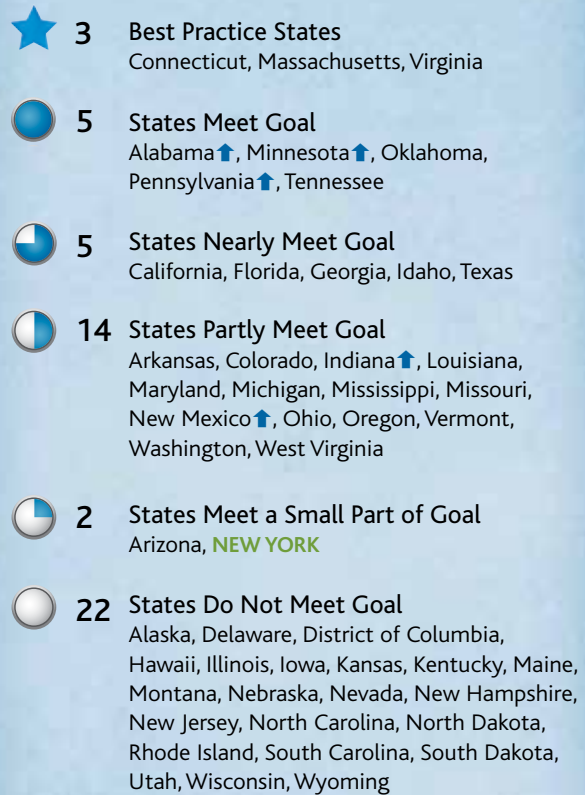 3 Best Practice States
Connecticut, Massachusetts, Virginia
5 States Meet Goal
Alabama⬆, Minnesota⬆, Oklahoma,
Pennsylvania⬆, Tennessee
5 States Nearly Meet Goal
California, Florida, Georgia, Idaho, Texas
14 States Partly Meet Goal
Arkansas, Colorado, Indiana⬆, Louisiana,
Maryland, Michigan, Mississippi, Missouri,
New Mexico⬆, Ohio, Oregon, Vermont,
Washington, West Virginia
2 States Meet a Small Part of Goal
Arizona, NEW YORK
22 States Do Not Meet Goal
Alaska, Delaware, District of Columbia,
Hawaii, Illinois, Iowa, Kansas, Kentucky, Maine,
Montana, Nebraska, Nevada, New Hampshire,
New Jersey, North Carolina, North Dakota,
Rhode Island, South Carolina, South Dakota,
Utah, Wisconsin, Wyoming